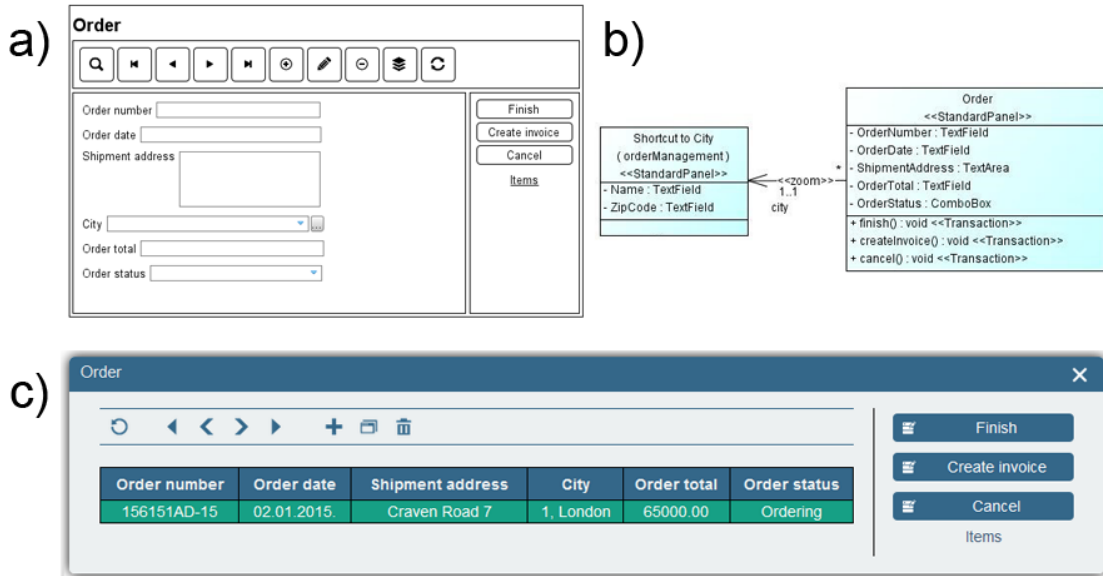 a)
Order
Order number
Order date
Shipment address
City
...
Order total
Order status
Finish
Create invoice
Cancel
Items
b)
Shortcut to City
( orderManagement )
<<StandardPanel>>
- Name : TextField
- ZipCode : TextField
<<zoom>>
*
1..1
city
Order
<<StandardPanel>>
- OrderNumber : TextField
- OrderDate : TextField
- ShipmentAddress : TextArea
- OrderTotal : TextField
- OrderStatus : ComboBox
+ finish() : void <<Transaction>>
+ createInvoice() : void <<Transaction>>
+ cancel() : void <<Transaction>>
c)
Order
Order number Order date Shipment address City Order total Order status
156151AD-15 02.01.2015. Craven Road 7 1, London 65000.00 Ordering
Finish
Create invoice
Cancel
Items